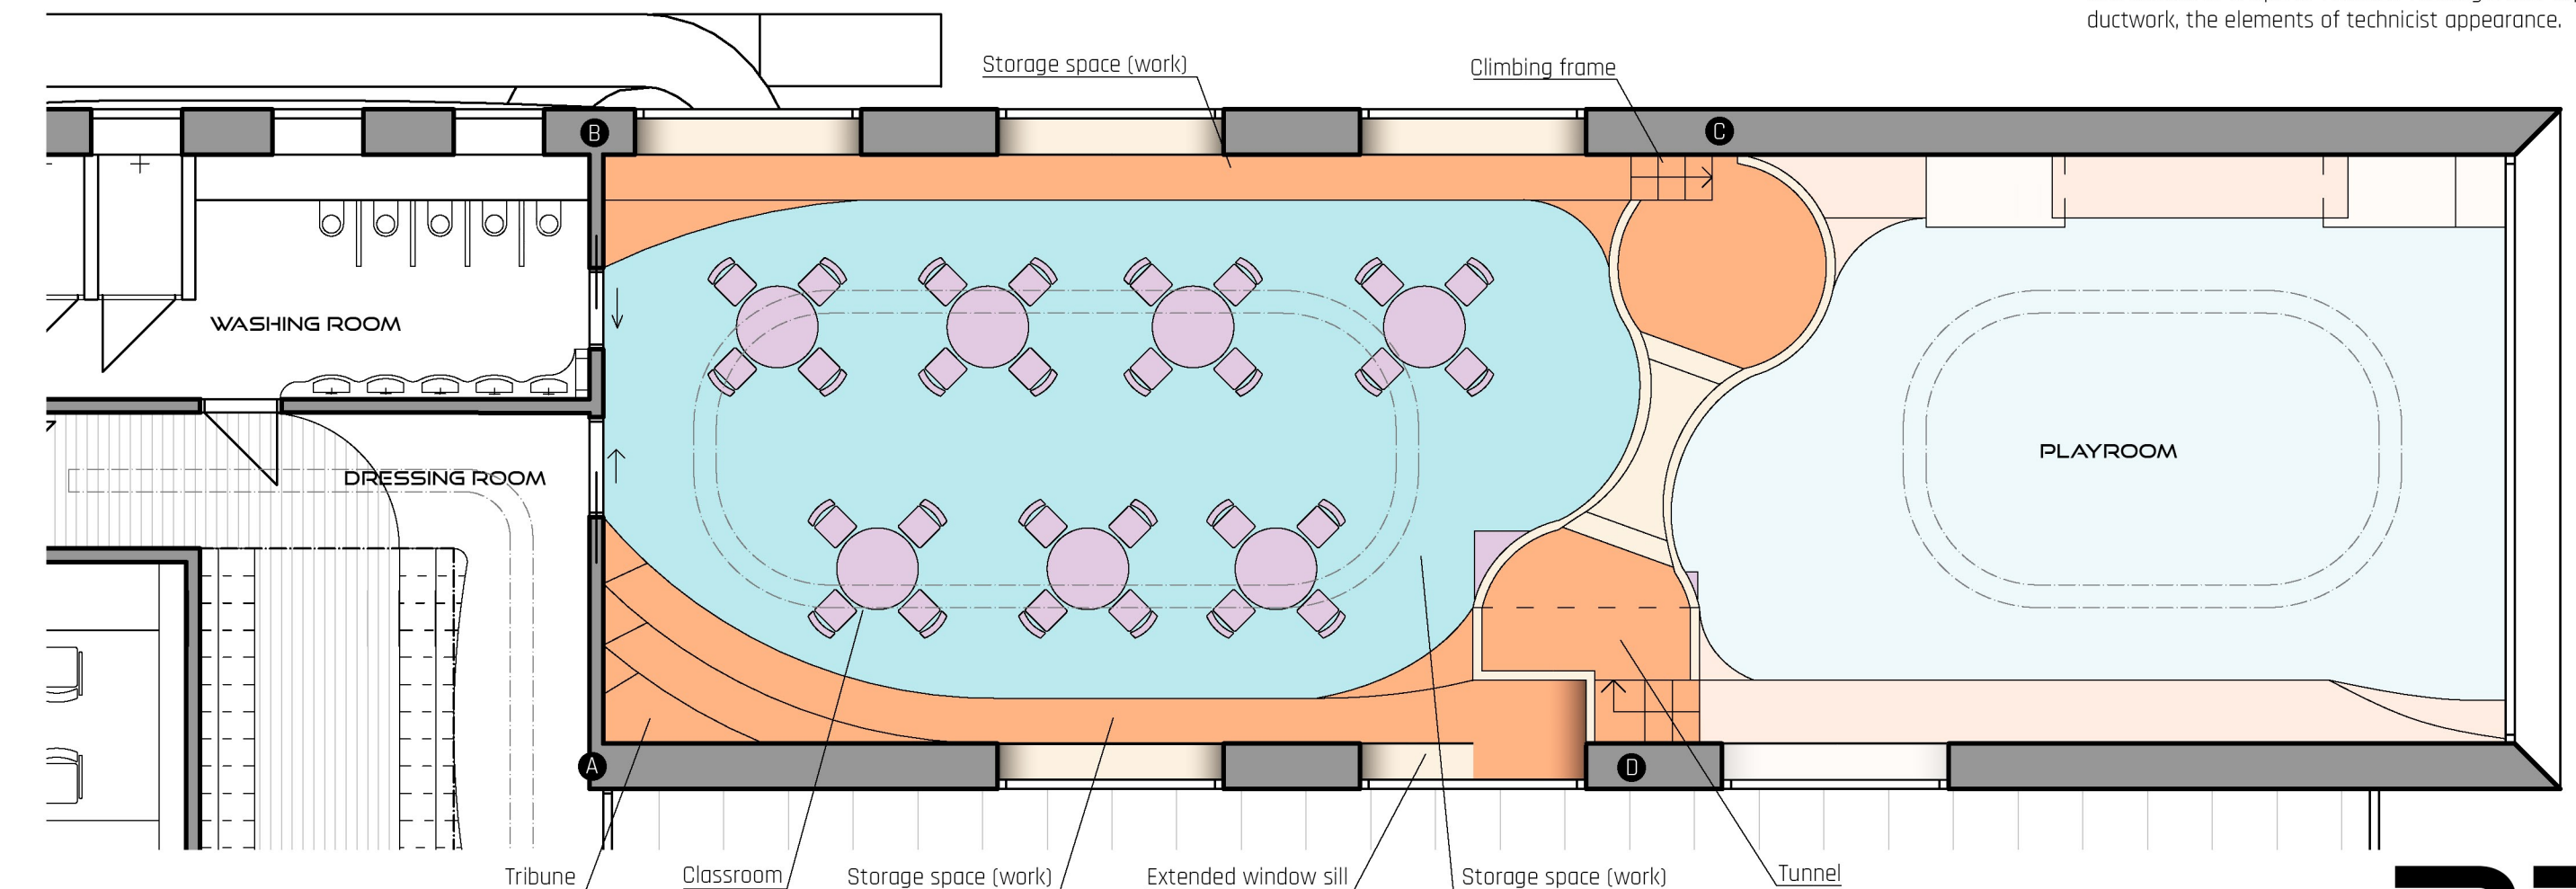 ductwork, the elements of technicist appearance.
Storage space (work)
Climbing frame
B
C
WASHING ROOM
DRESSING ROOM
PLAYROOM
A
D
Tribune
Classroom
Storage space (work)
Extended window sill
Storage space (work)
Tunnel